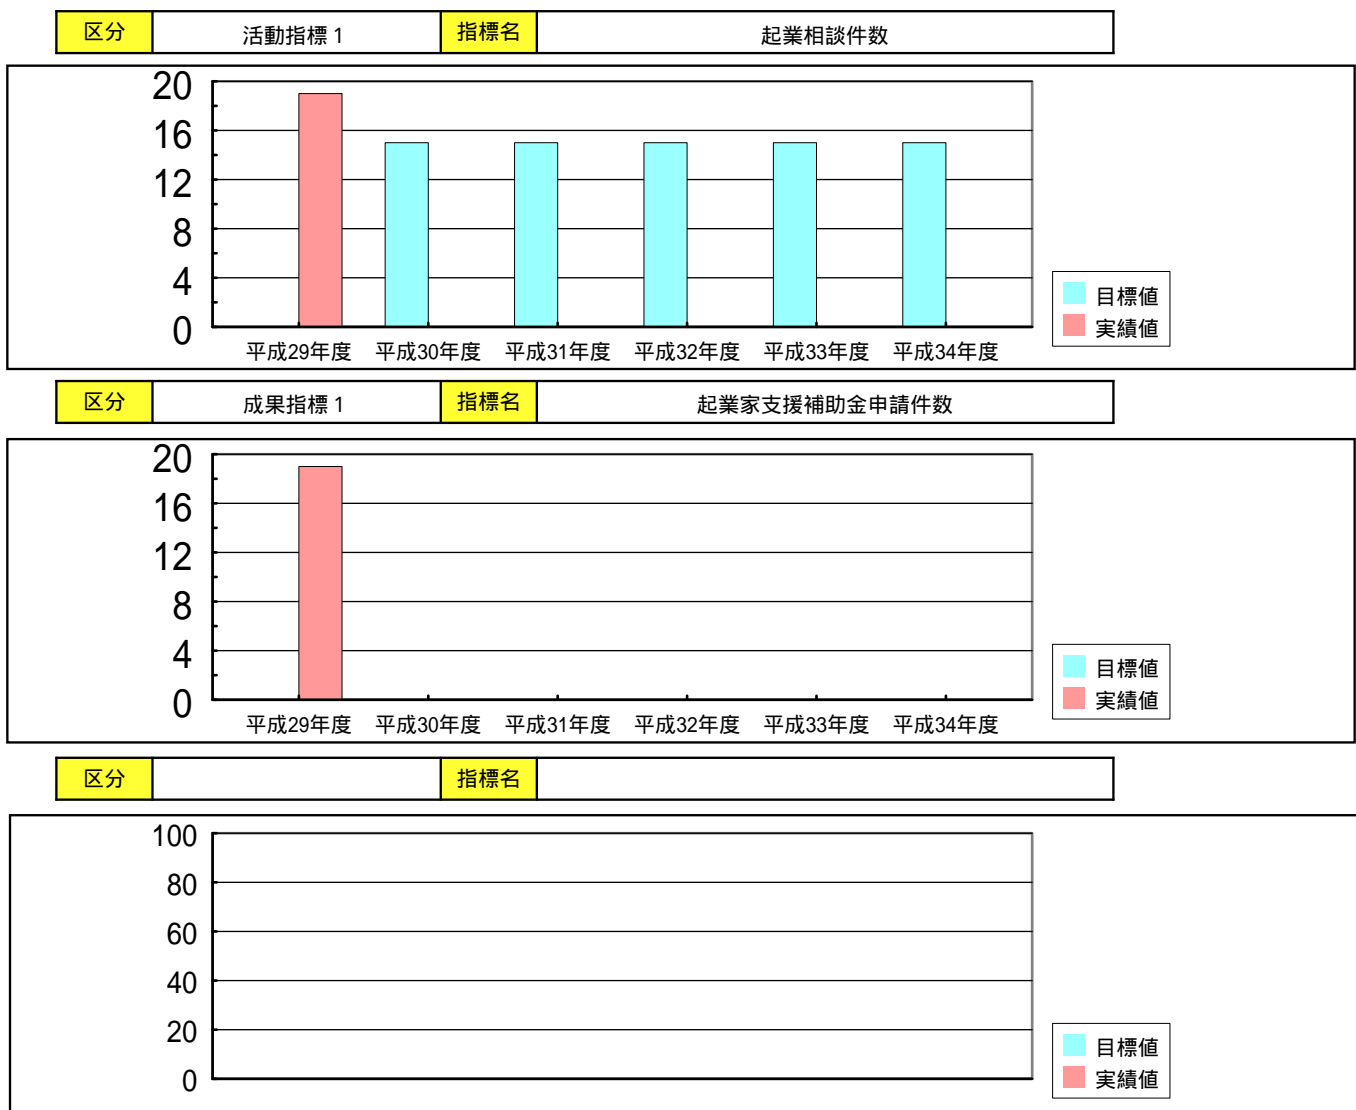 区分 活動指標１ 指標名 起業相談件数
20
16
12
8
4
0
平成29年度 平成30年度 平成31年度 平成32年度 平成33年度 平成34年度
目標値
実績値
区分 成果指標１ 指標名 起業家支援補助金申請件数
20
16
12
8
4
0
平成29年度 平成30年度 平成31年度 平成32年度 平成33年度 平成34年度
目標値
実績値
区分 指標名
100
80
60
40
20
0
目標値
実績値